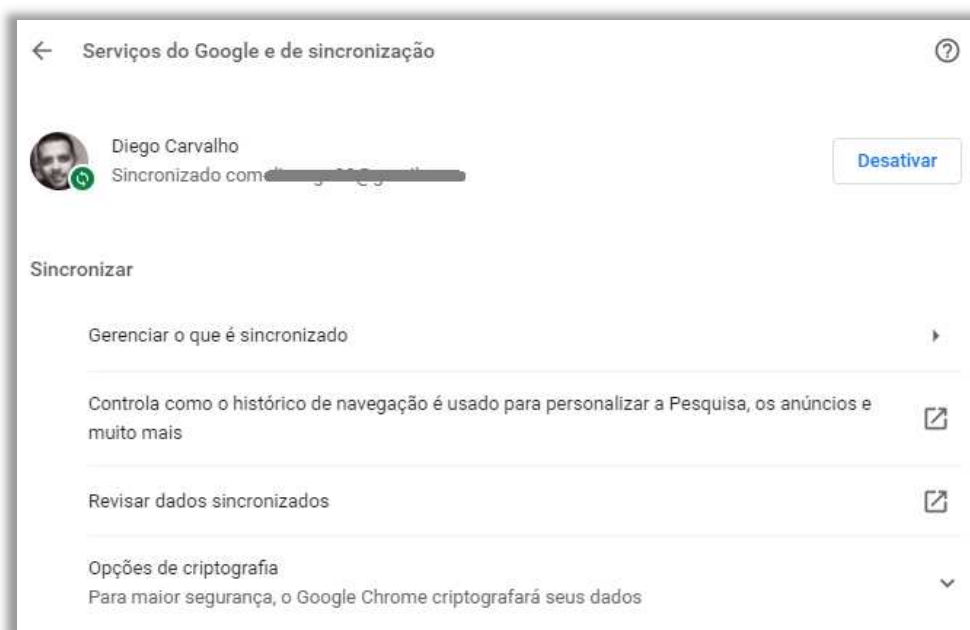 Serviços do Google e de sincronização
Diego Carvalho
Sincronizado com
Desativar
Sincronizar
Gerenciar o que é sincronizado
Controla como o histórico de navegação é usado para personalizar a Pesquisa, os anúncios e
muito mais
Revisar dados sincronizados
Opções de criptografia
Para maior segurança, o Google Chrome criptografará seus dados